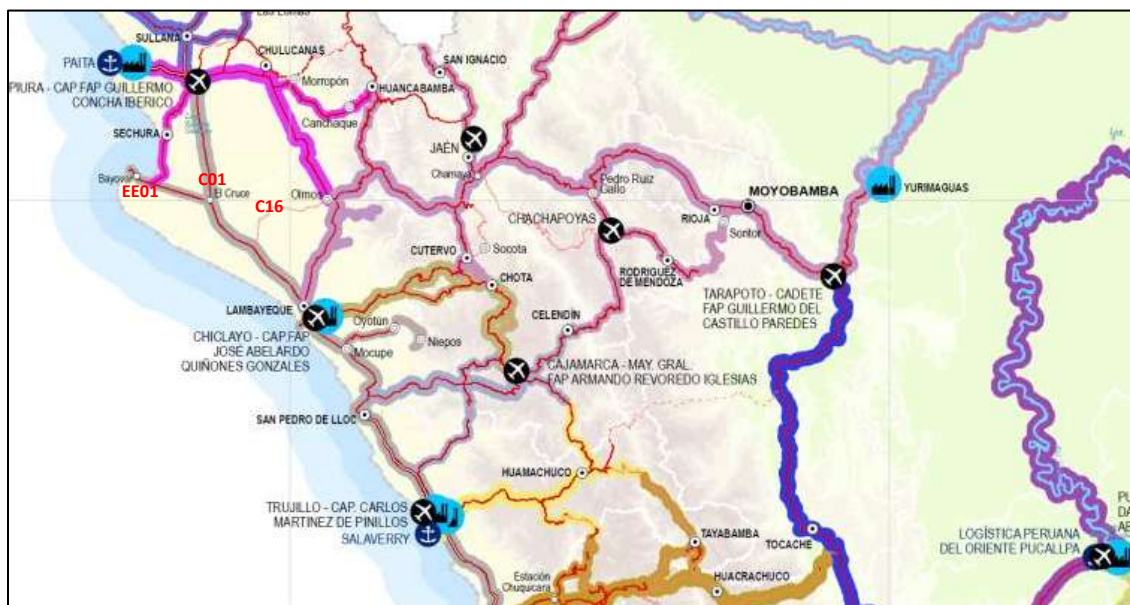 SULLANA
CHULUCANAS
PAITA
PIURA - CAP FAP GUILLERMO
CONCHA IBERICO
Morropón
SAN IGNACIO
HUANCABAMBA
Canchaque
SECHURA
JAÉN
Chamaya
Bayovar
EE01
C01
El Cruce
C16
Olmos
Pedro Ruiz
Gallo
MOYOBAMBA
YURIMAGUAS
CHACHAPOYAS
RIOJA
Soritor
CUTERVO
Socota
CHOTA
RODRIGUEZ
DE MENDOZA
TARAPOTO - CADETE
FAP GUILLERMO DEL
CASTILLO PAREDES
LAMBAYEQUE
Oyotún
CELENDÍN
CHICLAYO - CAP.FAP
JOSÉ ABELARDO
QUIÑONES GONZALES
Mocupe
Niepos
CAJAMARCA - MAY. GRAL.
FAP ARMANDO REVOREDO IGLESIAS
SAN PEDRO DE LLOC
HUAMACHUCO
TRUJILLO - CAP. CARLOS
MARTINEZ DE PINILLOS
SALAVERRY
TAYABAMBA
TOCACHE
LOGÍSTICA PERUANA
DEL ORIENTE PUCALLPA
PU
DA
AB
Estación
Chuquicara
HUACRACHUCO